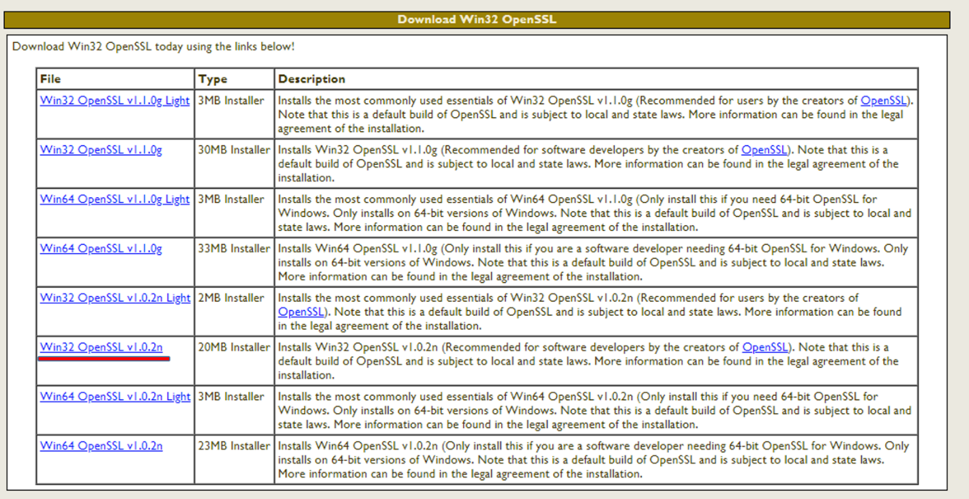 Download Win32 OpenSSL
Download Win32 OpenSSL today using the links below!
File Type Description
Win32 OpenSSL v1.1.0g Light 3MB Installer Installs the most commonly used essentials of Win32 OpenSSL v1.1.0g (Recommended for users by the creators of OpenSSL).
Note that this is a default build of OpenSSL and is subject to local and state laws. More information can be found in the legal
agreement of the installation.
Win32 OpenSSL v1.1.0g 30MB Installer Installs Win32 OpenSSL v1.1.0g (Recommended for software developers by the creators of OpenSSL). Note that this is a
default build of OpenSSL and is subject to local and state laws. More information can be found in the legal agreement of the
installation.
Win64 OpenSSL v1.1.0g Light 3MB Installer Installs the most commonly used essentials of Win64 OpenSSL v1.1.0g (Only install this if you need 64-bit OpenSSL for
Windows. Only installs on 64-bit versions of Windows. Note that this is a default build of OpenSSL and is subject to local and
state laws. More information can be found in the legal agreement of the installation.
Win64 OpenSSL v1.1.0g 33MB Installer Installs Win64 OpenSSL v1.1.0g (Only install this if you are a software developer needing 64-bit OpenSSL for Windows. Only
installs on 64-bit versions of Windows. Note that this is a default build of OpenSSL and is subject to local and state laws.
More information can be found in the legal agreement of the installation.
Win32 OpenSSL v1.0.2n Light 2MB Installer Installs the most commonly used essentials of Win32 OpenSSL v1.0.2n (Recommended for users by the creators of
OpenSSL). Note that this is a default build of OpenSSL and is subject to local and state laws. More information can be found
in the legal agreement of the installation.
Win32 OpenSSL v1.0.2n 20MB Installer Installs Win32 OpenSSL v1.0.2n (Recommended for software developers by the creators of OpenSSL). Note that this is a
default build of OpenSSL and is subject to local and state laws. More information can be found in the legal agreement of the
installation.
Win64 OpenSSL v1.0.2n Light 3MB Installer Installs the most commonly used essentials of Win64 OpenSSL v1.0.2n (Only install this if you need 64-bit OpenSSL for
Windows. Only installs on 64-bit versions of Windows. Note that this is a default build of OpenSSL and is subject to local and
state laws. More information can be found in the legal agreement of the installation.
Win64 OpenSSL v1.0.2n 23MB Installer Installs Win64 OpenSSL v1.0.2n (Only install this if you are a software developer needing 64-bit OpenSSL for Windows. Only
installs on 64-bit versions of Windows. Note that this is a default build of OpenSSL and is subject to local and state laws.
More information can be found in the legal agreement of the installation.